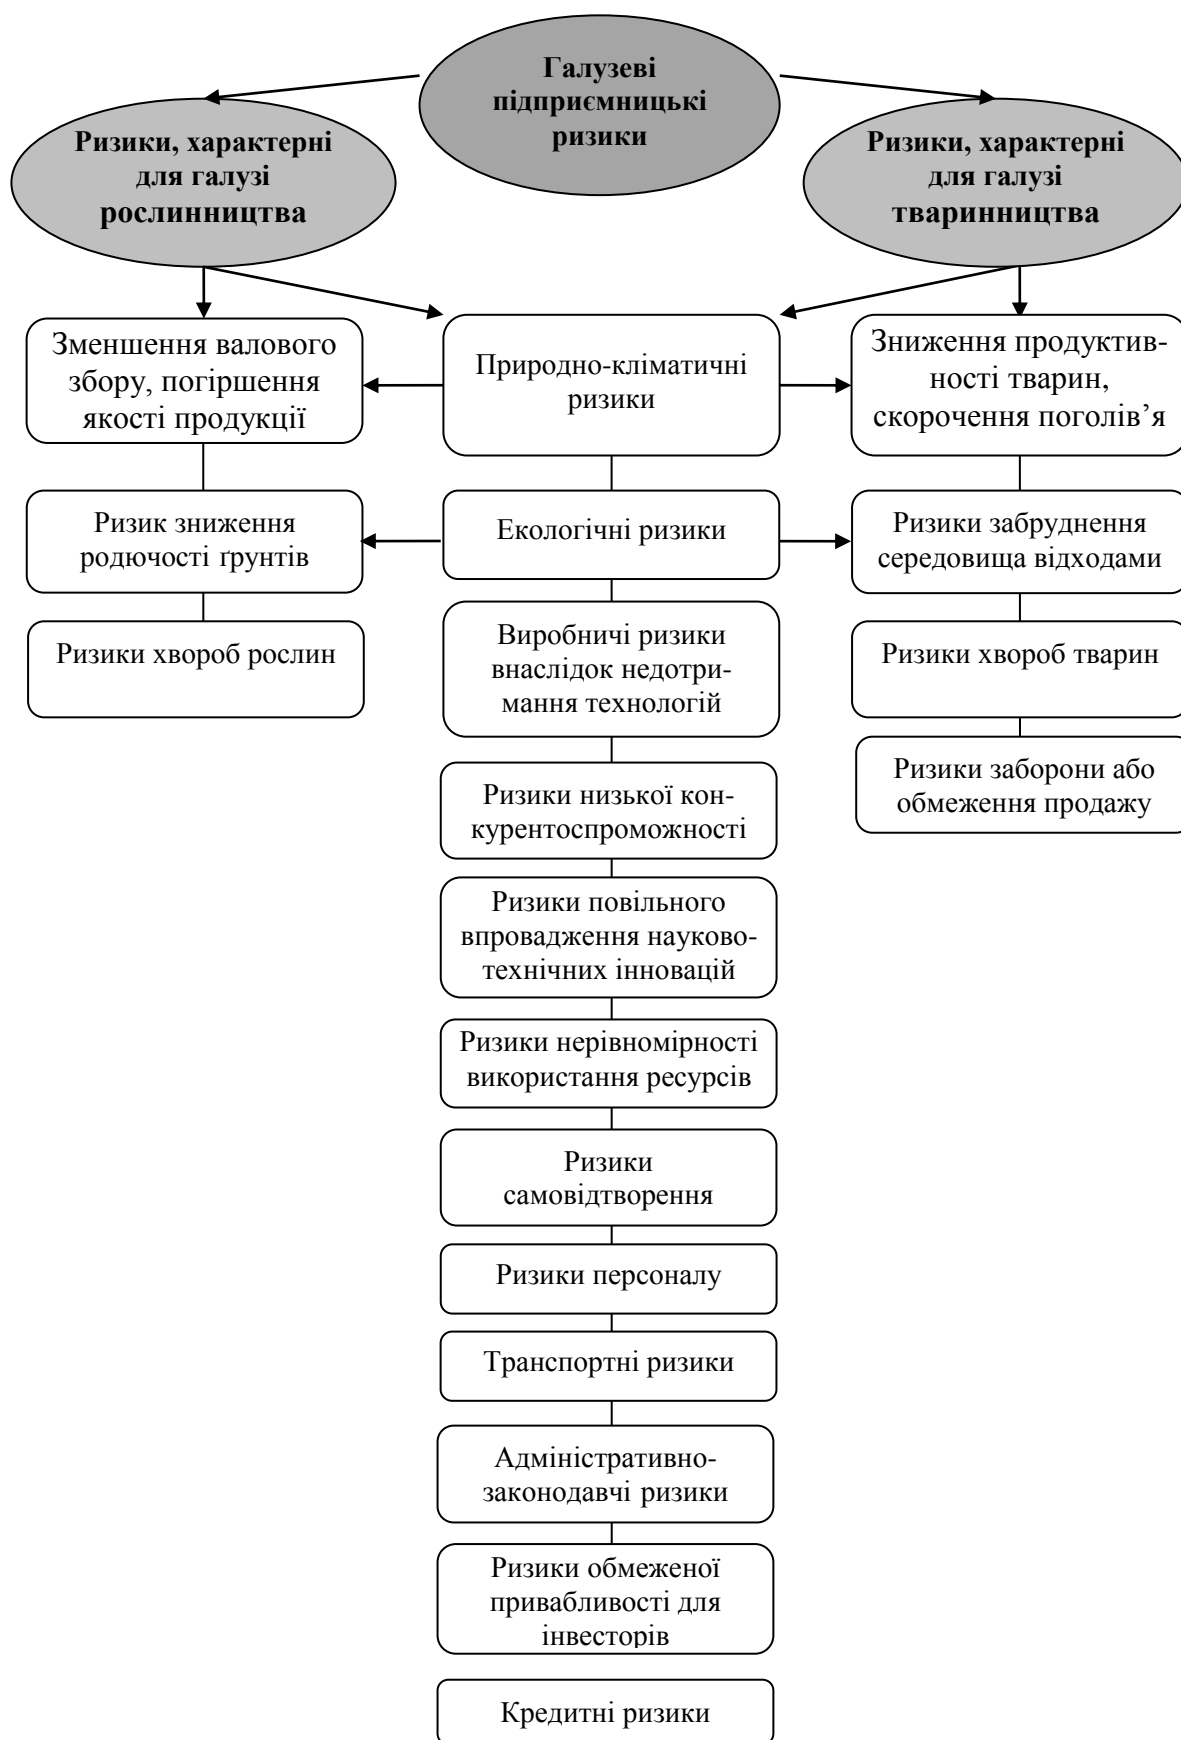 Галузеві
підприємницькі
ризики
Ризики, характерні
для галузі
рослинництва
Ризики, характерні
для галузі
тваринництва
Зменшення валового
збору, погіршення
якості продукції
Природно-кліматичні
ризики
Зниження продуктив-
ності тварин,
скорочення поголів’я
Ризик зниження
родючості ґрунтів
Екологічні ризики
Ризики забруднення
середовища відходами
Ризики хвороб рослин
Виробничі ризики
внаслідок недотри-
мання технологій
Ризики хвороб тварин
Ризики заборони або
обмеження продажу
Ризики низької кон-
курентоспроможності
Ризики повільного
впровадження науково-
технічних інновацій
Ризики нерівномірності
використання ресурсів
Ризики
самовідтворення
Ризики персоналу
Транспортні ризики
Адміністративно-
законодавчі ризики
Ризики обмеженої
привабливості для
інвесторів
Кредитні ризики